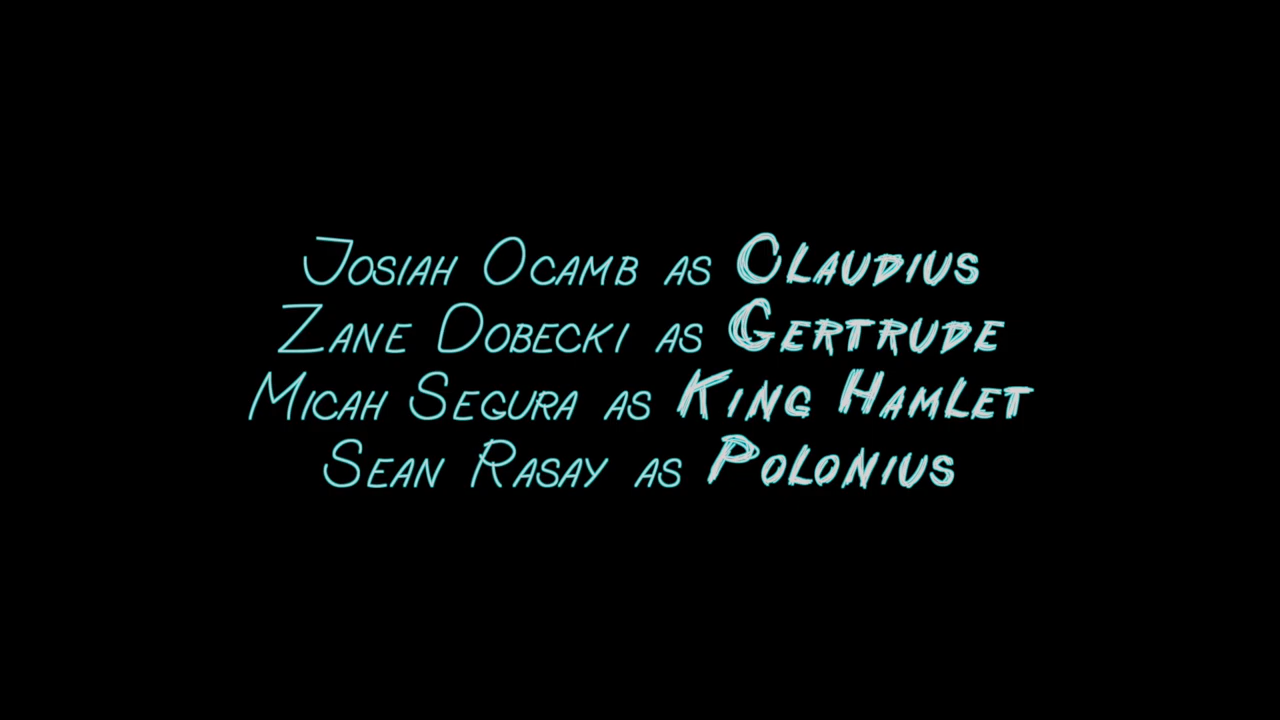 Josiah Ocamb as Claudius
Zane Dobecki as Gertrude
Micah Segura as King Hamlet
Sean Rasay as Polonius